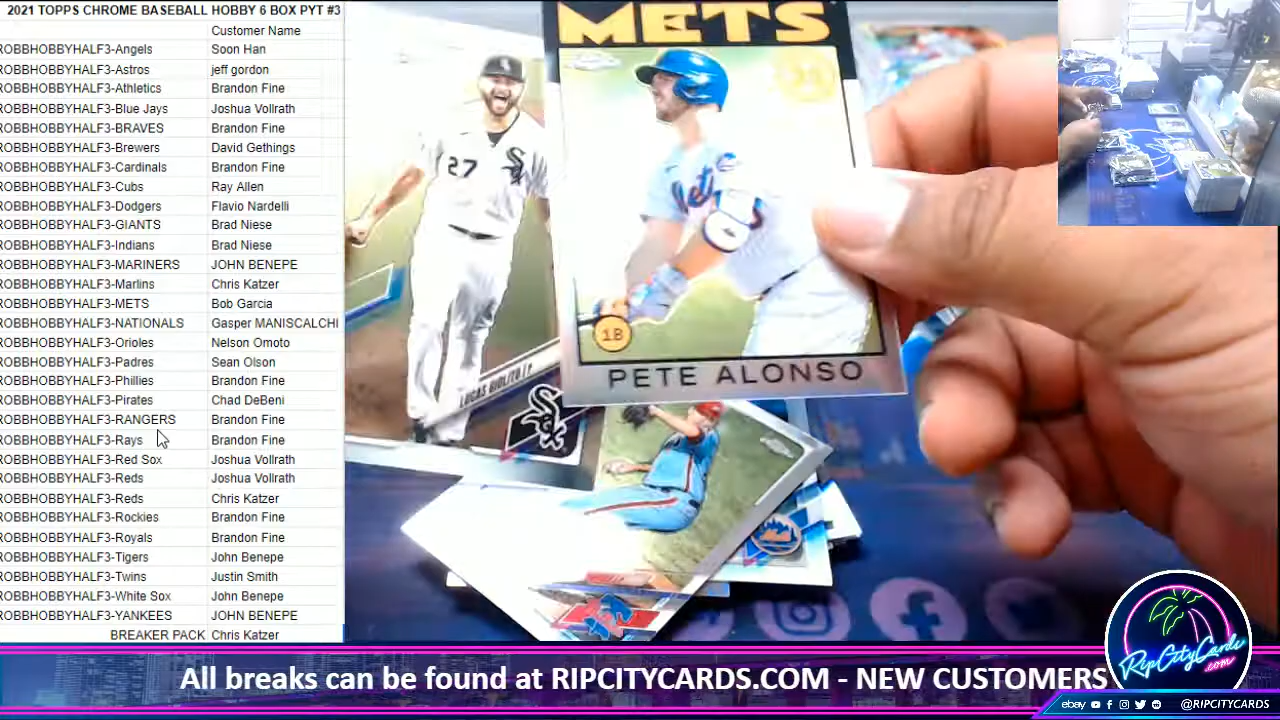 2021 TOPPS CHROME BASEBALL HOBBY 6 BOX PYT #3
Customer Name
ROBBHOBBYHALF3-Angels Soon Han
ROBBHOBBYHALF3-Astros jeff gordon
ROBBHOBBYHALF3-Athletics Brandon Fine
ROBBHOBBYHALF3-Blue Jays Joshua Vollrath
ROBBHOBBYHALF3-BRAVES Brandon Fine
ROBBHOBBYHALF3-Brewers David Gethings
ROBBHOBBYHALF3-Cardinals Brandon Fine
ROBBHOBBYHALF3-Cubs Ray Allen
ROBBHOBBYHALF3-Dodgers Flavio Nardelli
ROBBHOBBYHALF3-GIANTS Brad Niese
ROBBHOBBYHALF3-Indians Brad Niese
ROBBHOBBYHALF3-MARINERS JOHN BENEPE
ROBBHOBBYHALF3-Marlins Chris Katzer
ROBBHOBBYHALF3-METS Bob Garcia
ROBBHOBBYHALF3-NATIONALS Gasper MANISCALCHI
ROBBHOBBYHALF3-Orioles Nelson Omoto
ROBBHOBBYHALF3-Padres Sean Olson
ROBBHOBBYHALF3-Phillies Brandon Fine
ROBBHOBBYHALF3-Pirates Chad DeBeni
ROBBHOBBYHALF3-RANGERS Brandon Fine
ROBBHOBBYHALF3-Rays Brandon Fine
ROBBHOBBYHALF3-Red Sox Joshua Vollrath
ROBBHOBBYHALF3-Reds Joshua Vollrath
ROBBHOBBYHALF3-Reds Chris Katzer
ROBBHOBBYHALF3-Rockies Brandon Fine
ROBBHOBBYHALF3-Royals Brandon Fine
ROBBHOBBYHALF3-Tigers John Benepe
ROBBHOBBYHALF3-Twins Justin Smith
ROBBHOBBYHALF3-White Sox John Benepe
ROBBHOBBYHALF3-YANKEES JOHN BENEPE
BREAKER PACK Chris Katzer
METS
Mets
1B
PETE ALONSO
27
Sox
LUCAS GIOLITO
Sox
RipCityCards
.com
All breaks can be found at RIPCITYCARDS.COM - NEW CUSTOMERS
ebay @RIPCITYCARDS